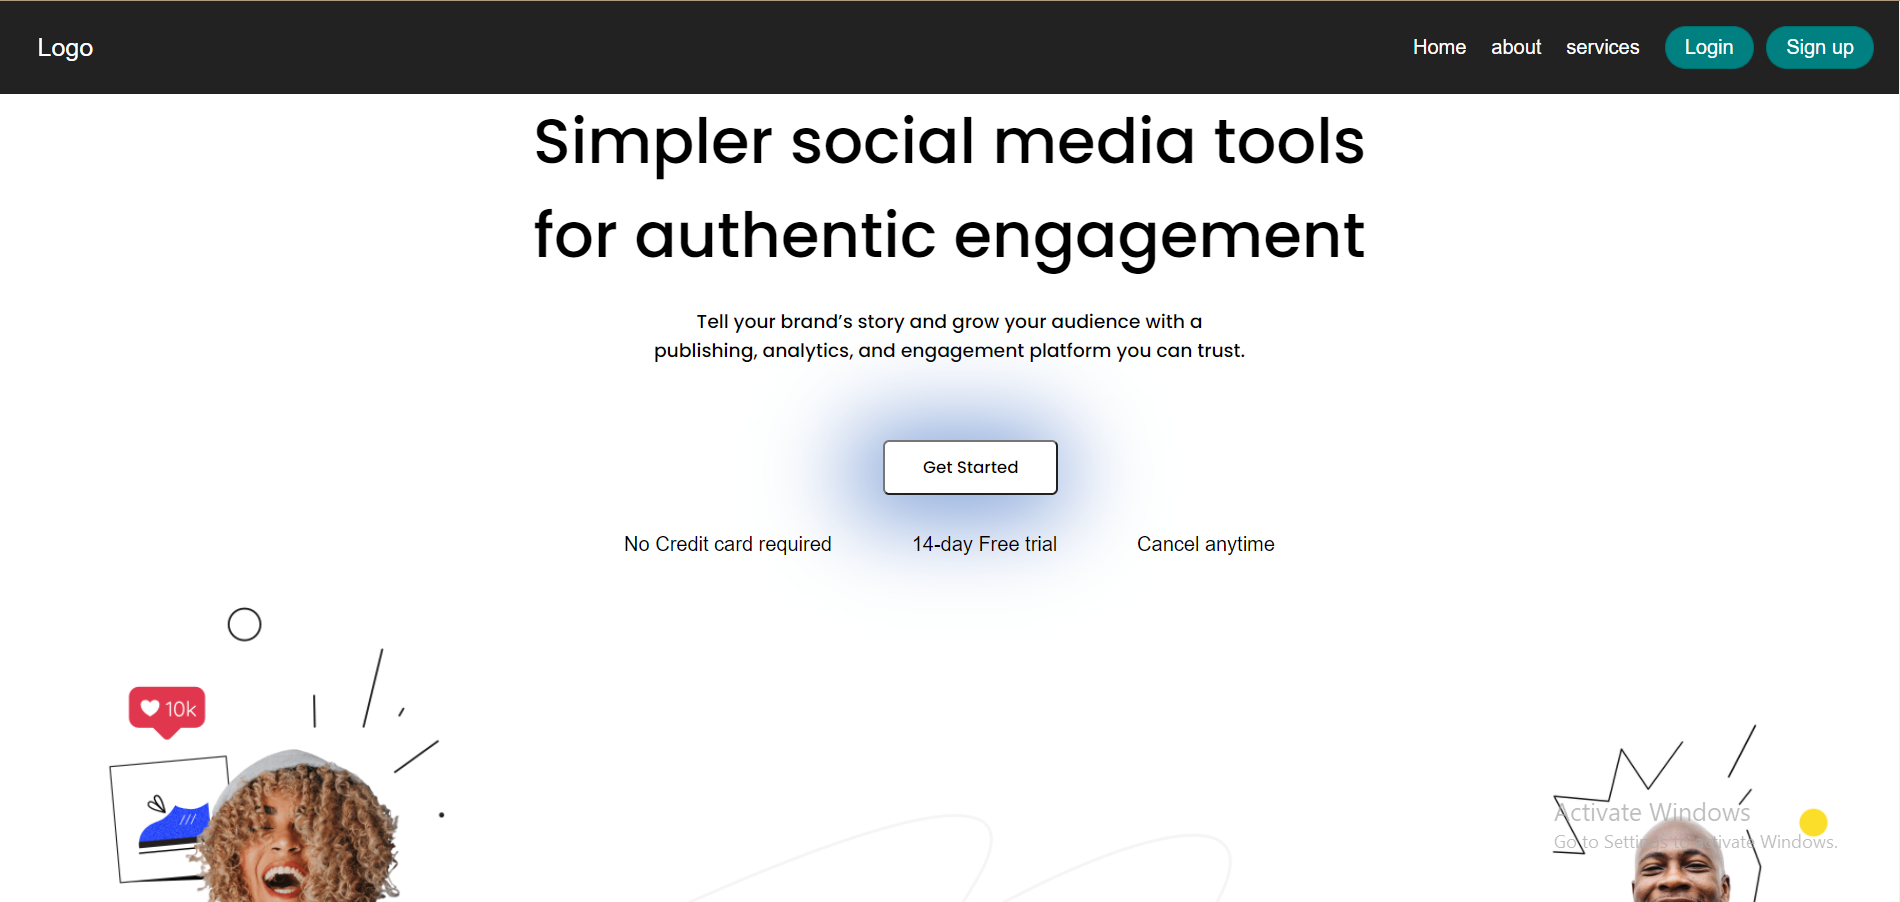 Logo
Home about services Login Sign up
Simpler social media tools
for authentic engagement
Tell your brand’s story and grow your audience with a
publishing, analytics, and engagement platform you can trust.
Get Started
No Credit card required 14-day Free trial Cancel anytime
10k
Activate Windows
Go to Settings to Activate Windows.